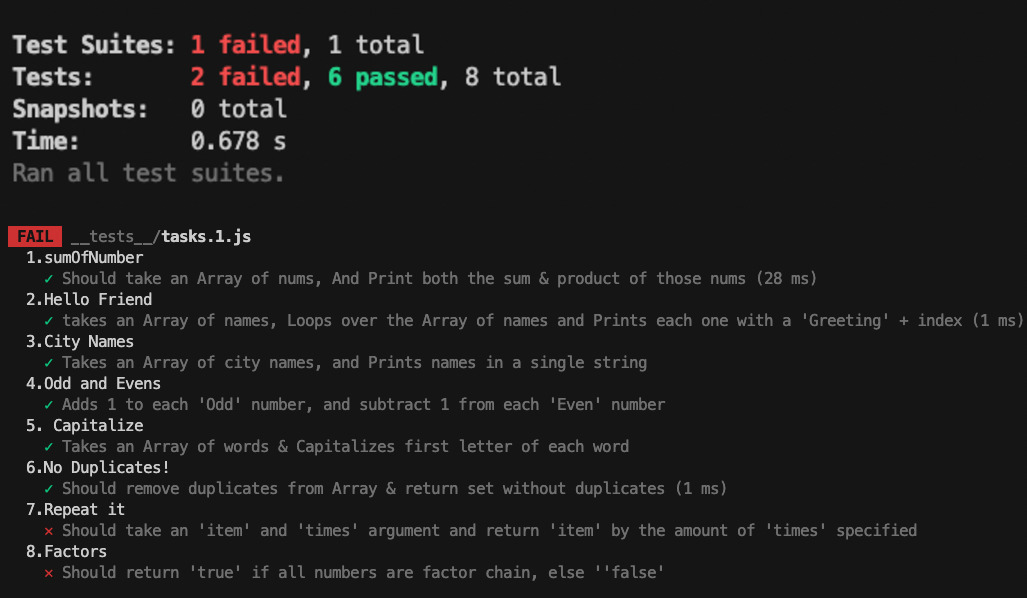 Test Suites: 1 failed, 1 total
Tests: 2 failed, 6 passed, 8 total
Snapshots: 0 total
Time: 0.678 s
Ran all test suites.
FAIL __tests__/tasks.1.js
1.sumOfNumber
✓ Should take an Array of nums, And Print both the sum & product of those nums (28 ms)
2.Hello Friend
✓ takes an Array of names, Loops over the Array of names and Prints each one with a 'Greeting' + index (1 ms)
3.City Names
✓ Takes an Array of city names, and Prints names in a single string
4.Odd and Evens
✓ Adds 1 to each 'Odd' number, and subtract 1 from each 'Even' number
5. Capitalize
✓ Takes an Array of words & Capitalizes first letter of each word
6.No Duplicates!
✓ Should remove duplicates from Array & return set without duplicates (1 ms)
7.Repeat it
✕ Should take an 'item' and 'times' argument and return 'item' by the amount of 'times' specified
8.Factors
✕ Should return 'true' if all numbers are factor chain, else ''false'